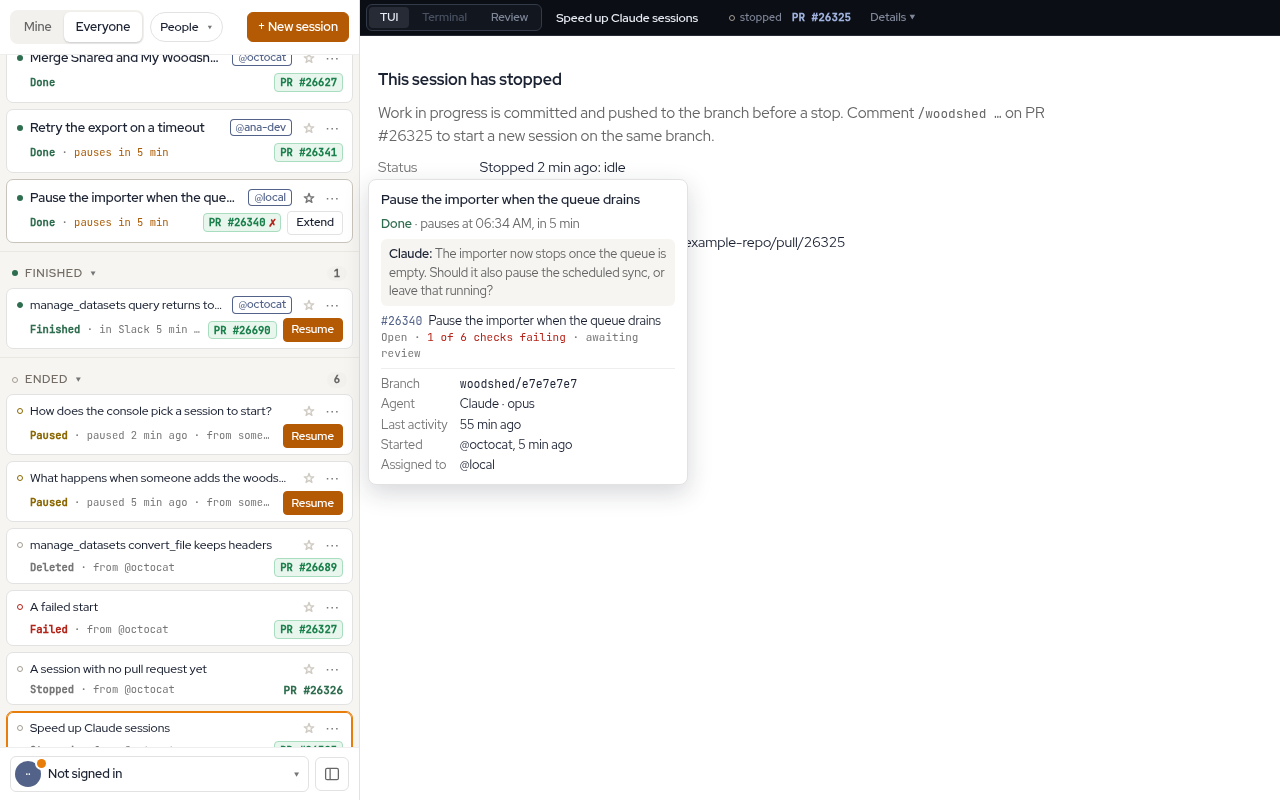 Mine
Everyone
People ▾
+ New session
Merge Shared and My Woodsh…
@octocat
☆ ···
Done
PR #26627
Retry the export on a timeout
@ana-dev
☆ ···
Done · pauses in 5 min
PR #26341
Pause the importer when the que…
@local
☆ ···
Done · pauses in 5 min
PR #26340 ✗
Extend
FINISHED ▾
1
manage_datasets query returns to…
@octocat
☆ ···
Finished · in Slack 5 min …
PR #26690
Resume
ENDED ▾
6
How does the console pick a session to start?
☆ ···
Paused · paused 2 min ago · from some…
Resume
What happens when someone adds the woods…
☆ ···
Paused · paused 5 min ago · from some…
Resume
manage_datasets convert_file keeps headers
☆ ···
Deleted · from @octocat
PR #26689
A failed start
☆ ···
Failed · from @octocat
PR #26327
A session with no pull request yet
☆ ···
Stopped · from @octocat
PR #26326
Speed up Claude sessions
☆ ···
Not signed in ▾
TUI
Terminal
Review
Speed up Claude sessions
stopped
PR #26325
Details ▾
This session has stopped
Work in progress is committed and pushed to the branch before a stop. Comment /woodshed … on PR
#26325 to start a new session on the same branch.
Status Stopped 2 min ago: idle
example-repo/pull/26325
Pause the importer when the queue drains
Done · pauses at 06:34 AM, in 5 min
Claude: The importer now stops once the queue is
empty. Should it also pause the scheduled sync, or
leave that running?
#26340 Pause the importer when the queue drains
Open · 1 of 6 checks failing · awaiting
review
Branch woodshed/e7e7e7e7
Agent Claude · opus
Last activity 55 min ago
Started @octocat, 5 min ago
Assigned to @local